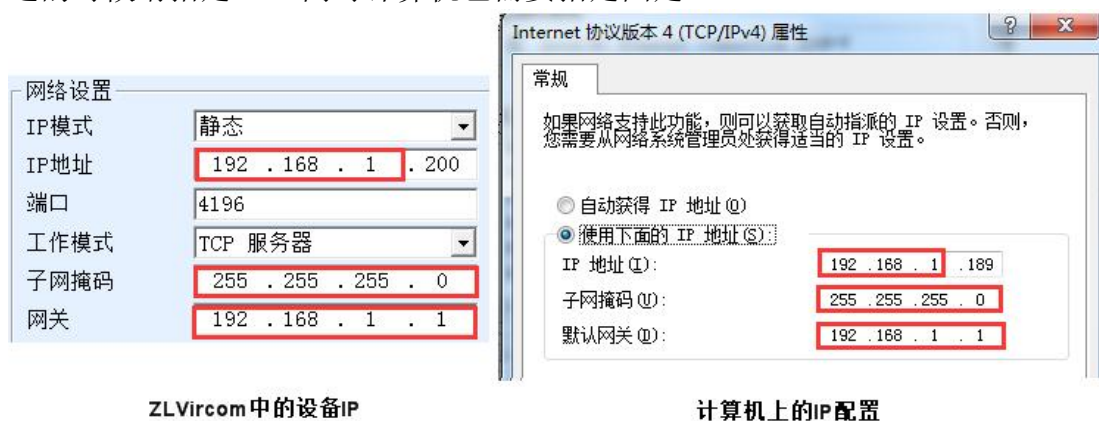 Internet 协议版本 4 (TCP/IPv4) 属性
网络设置
IP模式 静态
IP地址 192 . 168 . 1 . 200
端口 4196
工作模式 TCP 服务器
子网掩码 255 . 255 . 255 . 0
网关 192 . 168 . 1 . 1
ZLVircom中的设备IP
常规
如果网络支持此功能，则可以获取自动指派的 IP 设置。否则，
您需要从网络系统管理员处获得适当的 IP 设置。
自动获得 IP 地址(O)
使用下面的 IP 地址(S):
IP 地址(I): 192 .168 . 1 .189
子网掩码(U): 255 .255 .255 . 0
默认网关(D): 192 .168 . 1 . 1
计算机上的IP配置